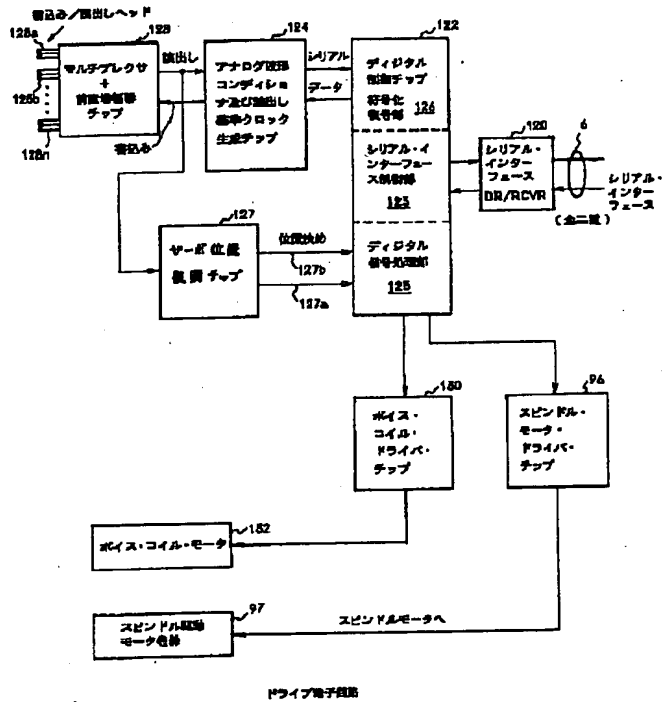 書込み/読出しヘッド
128a
128b
128n
マルチプレクサ
+
前置増幅器
チップ
読出し
書込み
124
アナログ波形
コンディショ
ナ及び読出し
基準クロック
生成チップ
シリアル
データ
122
ディジタル
制御チップ
符号化
復号部
126
シリアル・イ
ンターフェー
ス制御部
123
ディジタル
信号処理部
125
120
シリアル・
インターフ
ェース
DR/RCVR
6
シリアル・
インター
フェース
(全二重)
127
サーボ位置
復調チップ
位置決め
127b
127a
130
ボイス・
コイル・
ドライバ・
チップ
96
スピンドル・
モータ・
ドライバ・
チップ
132
ボイス・コイル・モータ
97
スピンドル駆動
モータ
スピンドルモータへ
ドライブ電子回路